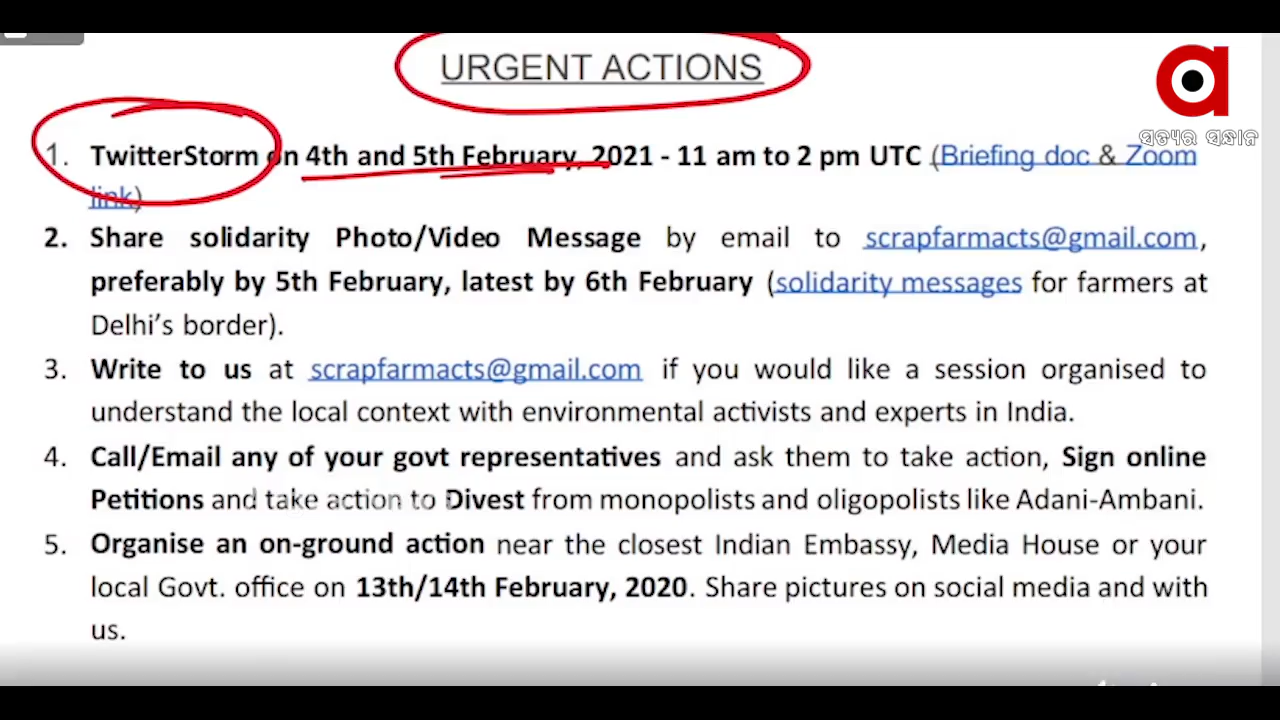 URGENT ACTIONS
ସତ୍ୟର ସନ୍ଧାନ
1. TwitterStorm on 4th and 5th February, 2021 - 11 am to 2 pm UTC (Briefing doc & Zoom
link)
2. Share solidarity Photo/Video Message by email to scrapfarmacts@gmail.com,
preferably by 5th February, latest by 6th February (solidarity messages for farmers at
Delhi’s border).
3. Write to us at scrapfarmacts@gmail.com if you would like a session organised to
understand the local context with environmental activists and experts in India.
4. Call/Email any of your govt representatives and ask them to take action, Sign online
Petitions and take action to Divest from monopolists and oligopolists like Adani-Ambani.
5. Organise an on-ground action near the closest Indian Embassy, Media House or your
local Govt. office on 13th/14th February, 2020. Share pictures on social media and with
us.